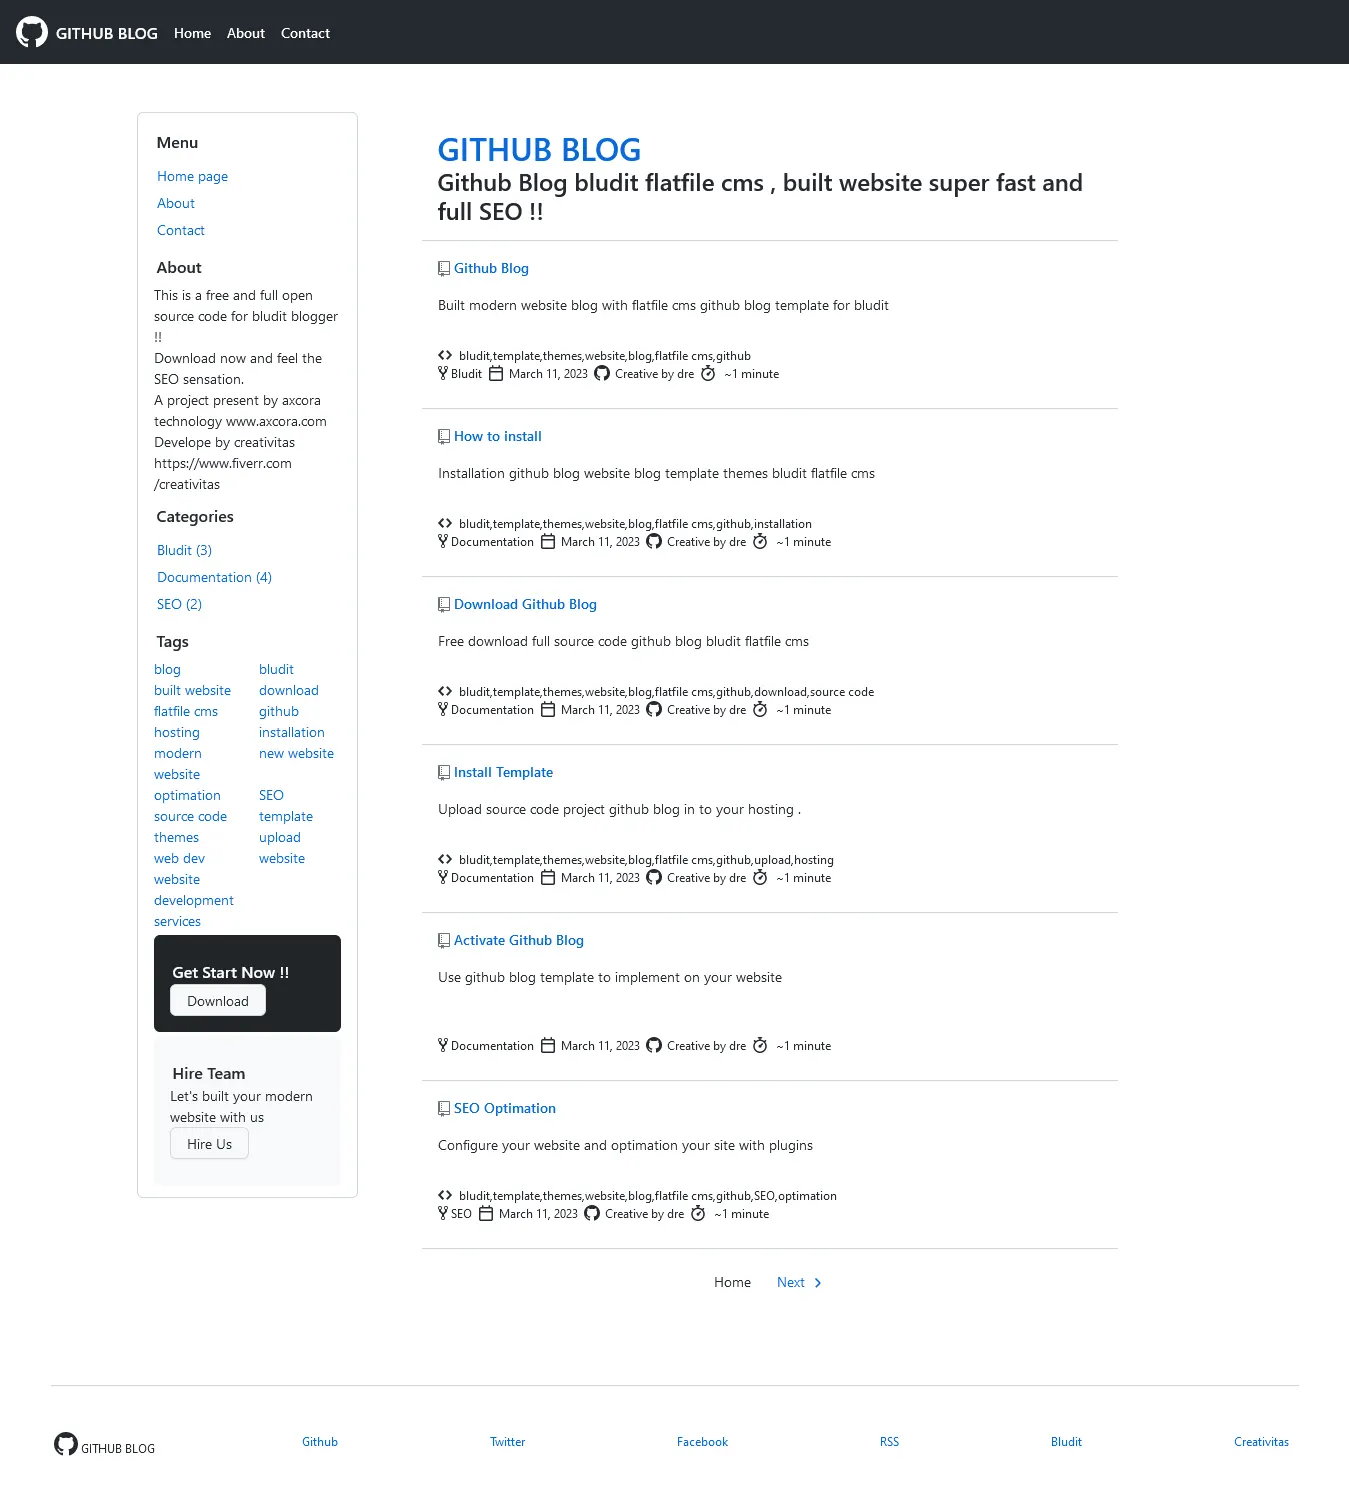 GITHUB BLOG Home About Contact
Menu
Home page
About
Contact
About
This is a free and full open
source code for bludit blogger
!!
Download now and feel the
SEO sensation.
A project present by axcora
technology www.axcora.com
Develope by creativitas
https://www.fiverr.com
/creativitas
Categories
Bludit (3)
Documentation (4)
SEO (2)
Tags
blog bludit
built website download
flatfile cms github
hosting installation
modern new website
website
optimation SEO
source code template
themes upload
web dev website
website
development
services
Get Start Now !!
Download
Hire Team
Let's built your modern
website with us
Hire Us
GITHUB BLOG
Github Blog bludit flatfile cms , built website super fast and
full SEO !!
Github Blog
Built modern website blog with flatfile cms github blog template for bludit
bludit,template,themes,website,blog,flatfile cms,github
Bludit March 11, 2023 Creative by dre ~1 minute
How to install
Installation github blog website blog template themes bludit flatfile cms
bludit,template,themes,website,blog,flatfile cms,github,installation
Documentation March 11, 2023 Creative by dre ~1 minute
Download Github Blog
Free download full source code github blog bludit flatfile cms
bludit,template,themes,website,blog,flatfile cms,github,download,source code
Documentation March 11, 2023 Creative by dre ~1 minute
Install Template
Upload source code project github blog in to your hosting .
bludit,template,themes,website,blog,flatfile cms,github,upload,hosting
Documentation March 11, 2023 Creative by dre ~1 minute
Activate Github Blog
Use github blog template to implement on your website
Documentation March 11, 2023 Creative by dre ~1 minute
SEO Optimation
Configure your website and optimation your site with plugins
bludit,template,themes,website,blog,flatfile cms,github,SEO,optimation
SEO March 11, 2023 Creative by dre ~1 minute
Home Next
GITHUB BLOG Github Twitter Facebook RSS Bludit Creativitas